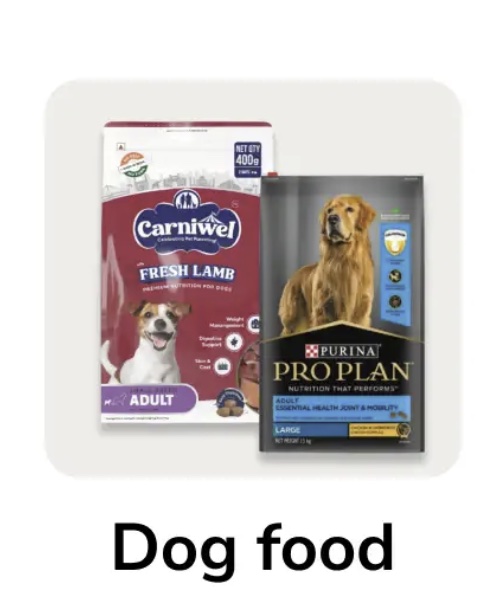 NET QTY
400g
Carniwel
Celebrating Pet Parenting!
FRESH LAMB
PREMIUM NUTRITION FOR DOGS
Weight
Management
Digestive
Support
Skin &
Coat
ADULT
PURINA
PRO PLAN
NUTRITION THAT PERFORMS
ADULT
ESSENTIAL HEALTH JOINT & MOBILITY
LARGE
Dog food